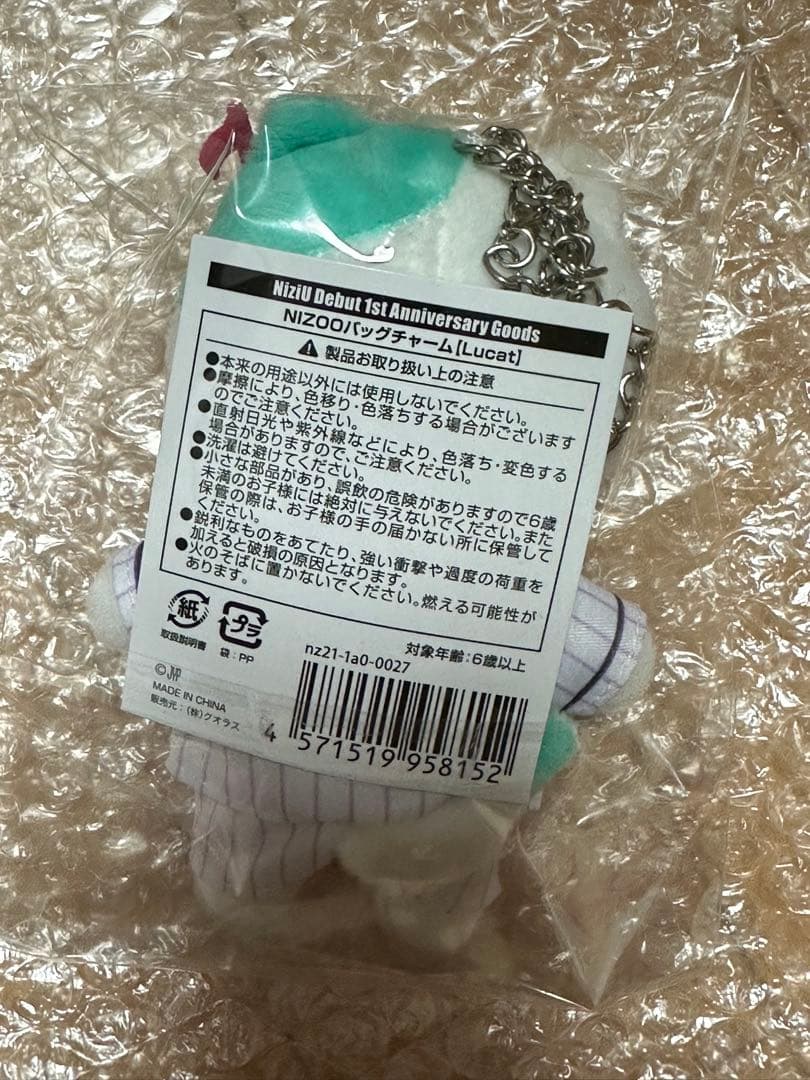 NiziU Debut 1st Anniversary Goods
NIZOOバッグチャーム【Lucat】
製品お取り扱い上の注意
●本来の用途以外には使用しないでください。
●摩擦により、色移り・色落ちする場合がございます
のでご注意ください。
●直射日光や紫外線などにより、色落ち・変色する
場合がありますので、ご注意ください。
●洗濯は避けてください。
●小さな部品があり、誤飲の危険がありますので6歳
未満のお子様には絶対に与えないでください。また
保管の際は、お子様の手の届かない所に保管して
ください。
●鋭利なものをあてたり、強い衝撃や過度の荷重を
加えると破損の原因となります。
●火のそばに置かないでください。燃える可能性が
あります。
紙
取扱説明書
プラ
袋:PP
nz21-1a0-0027
対象年齢:6歳以上
©JYP
MADE IN CHINA
販売元:(株)クオラス
4 571519 958152